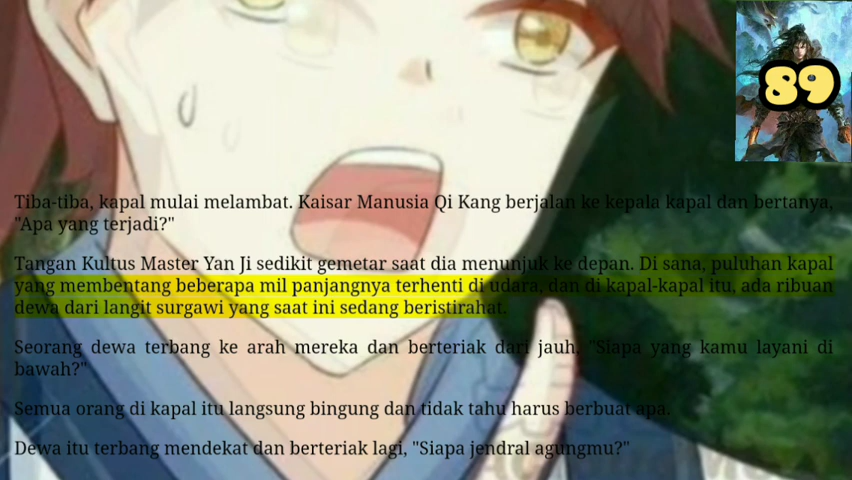 89
Tiba-tiba, kapal mulai melambat. Kaisar Manusia Qi Kang berjalan ke kepala kapal dan bertanya,
"Apa yang terjadi?"
Tangan Kultus Master Yan Ji sedikit gemetar saat dia menunjuk ke depan. Di sana, puluhan kapal
yang membentang beberapa mil panjangnya terhenti di udara, dan di kapal-kapal itu, ada ribuan
dewa dari langit surgawi yang saat ini sedang beristirahat.
Seorang dewa terbang ke arah mereka dan berteriak dari jauh, "Siapa yang kamu layani di
bawah?"
Semua orang di kapal itu langsung bingung dan tidak tahu harus berbuat apa.
Dewa itu terbang mendekat dan berteriak lagi, "Siapa jendral agungmu?"